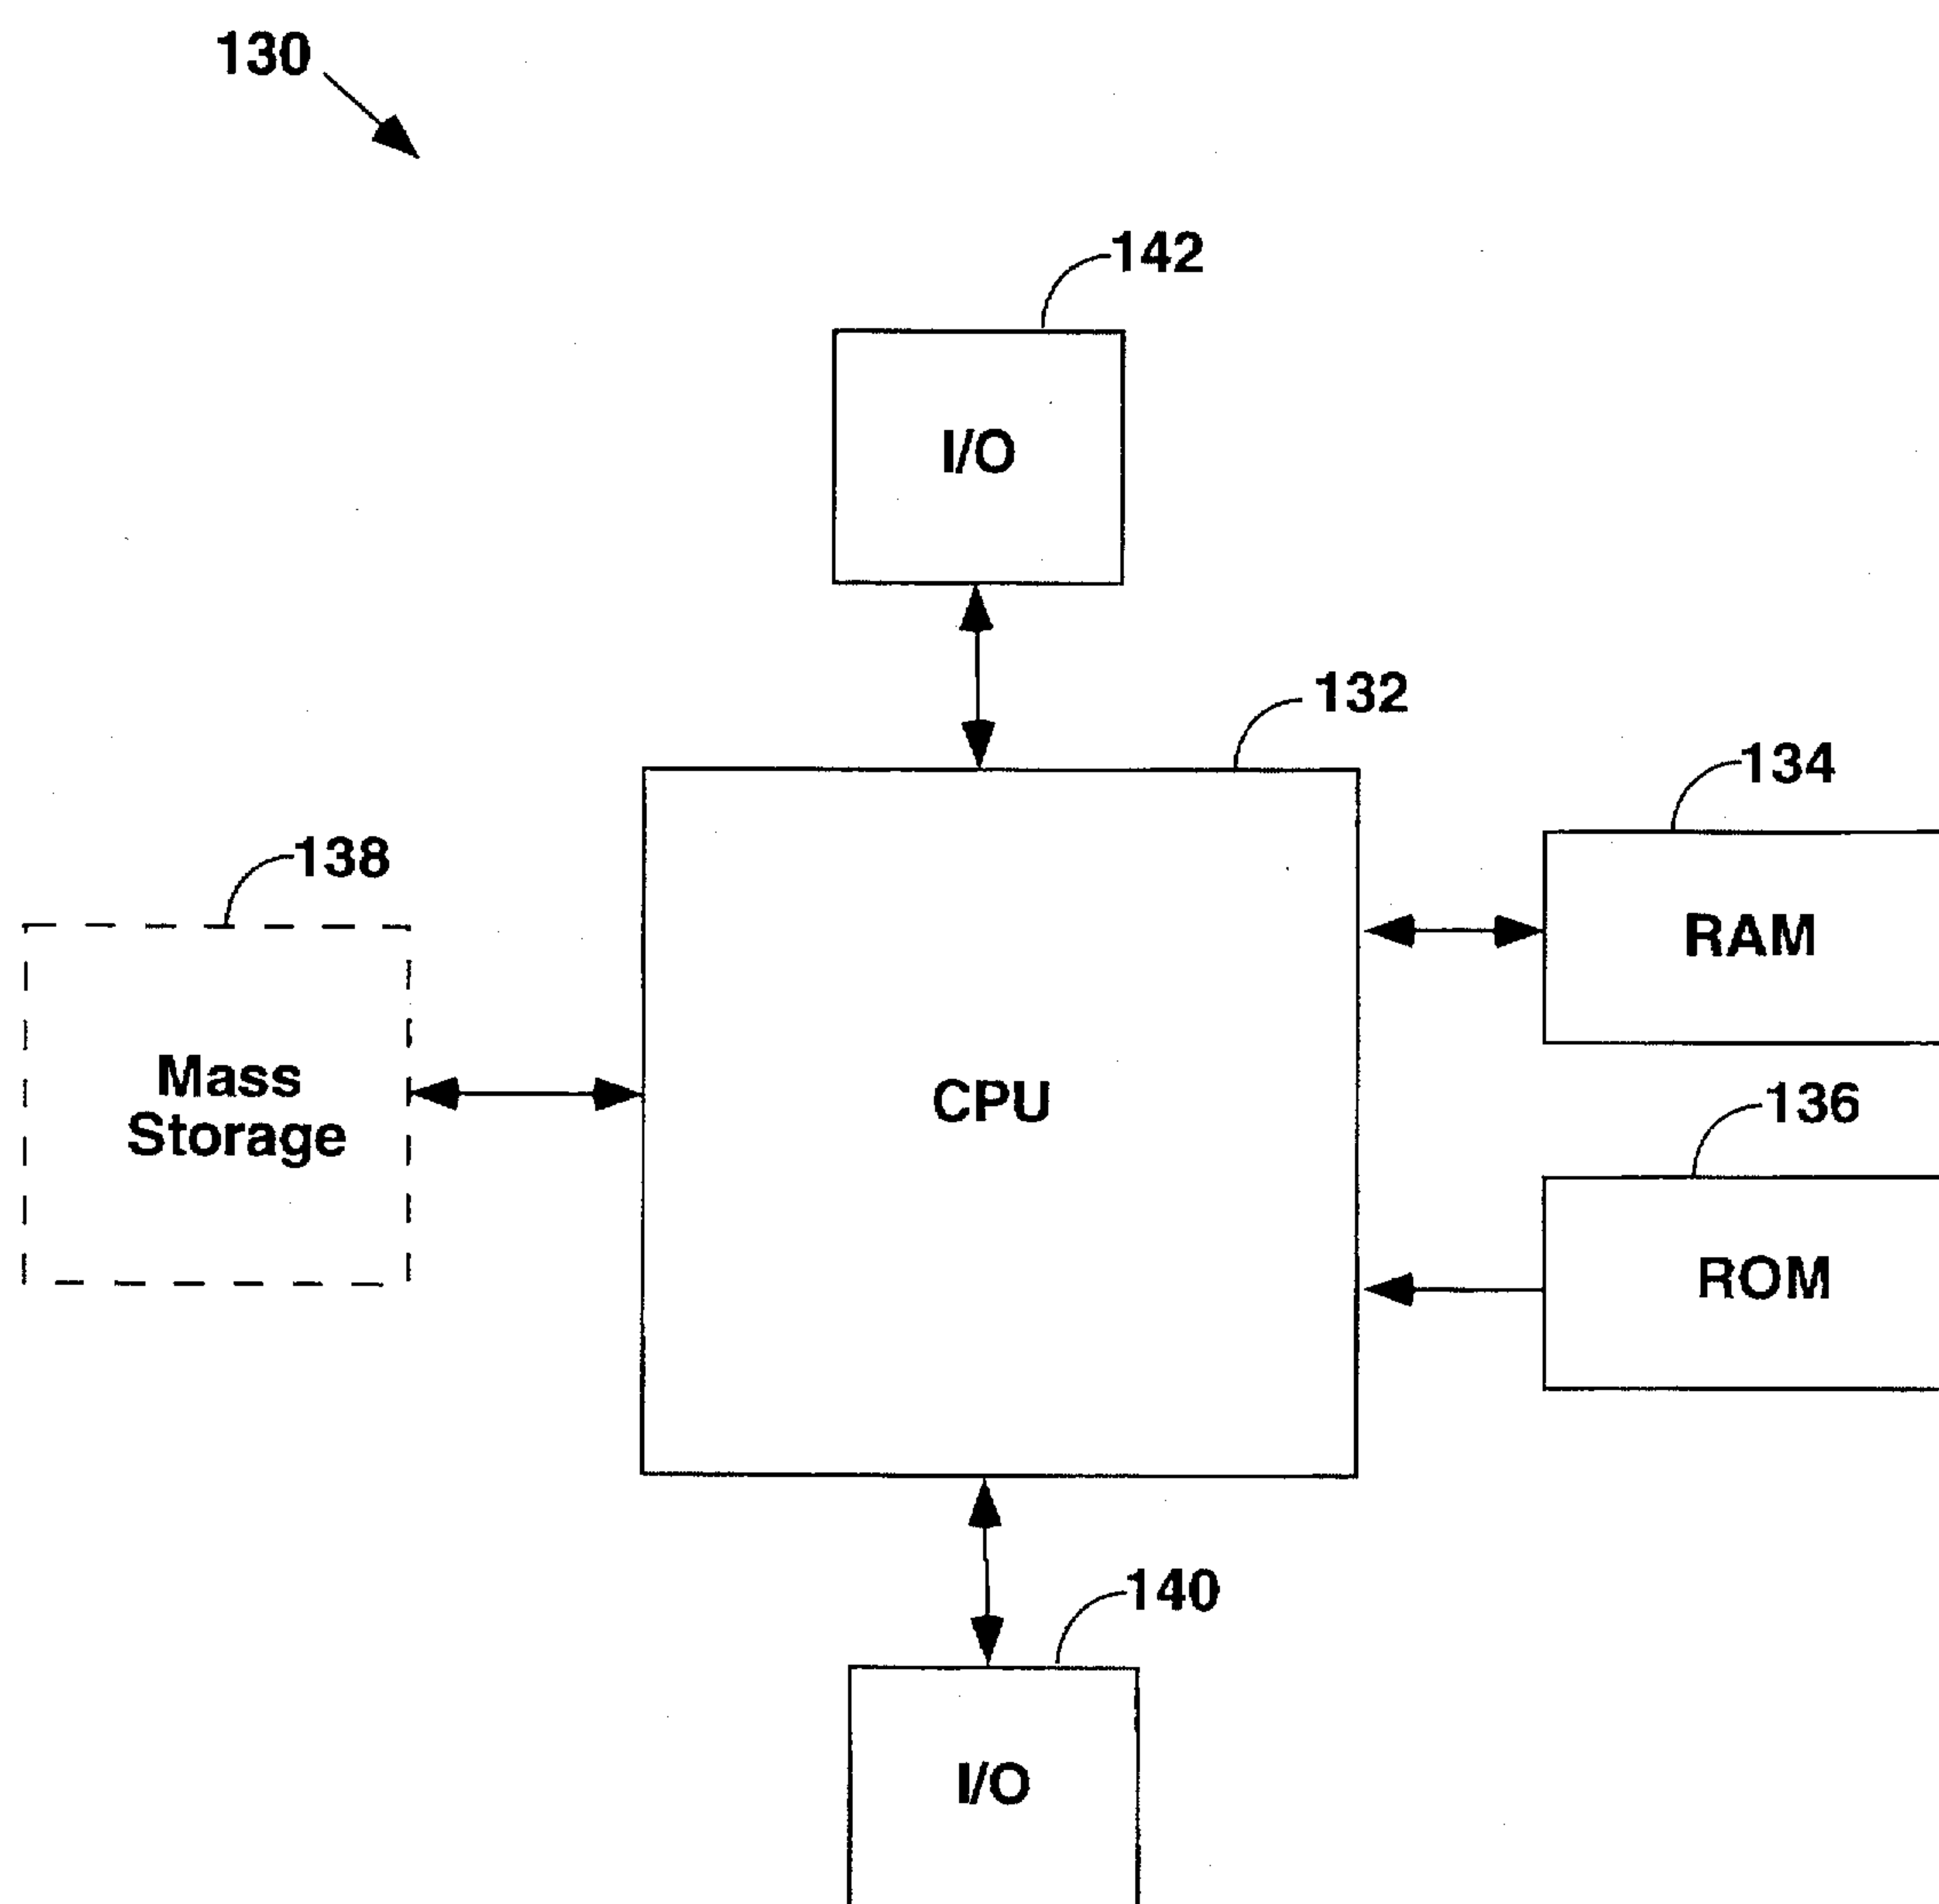 130
142
I/O
132
134
138
RAM
Mass
Storage
CPU
136
ROM
140
I/O